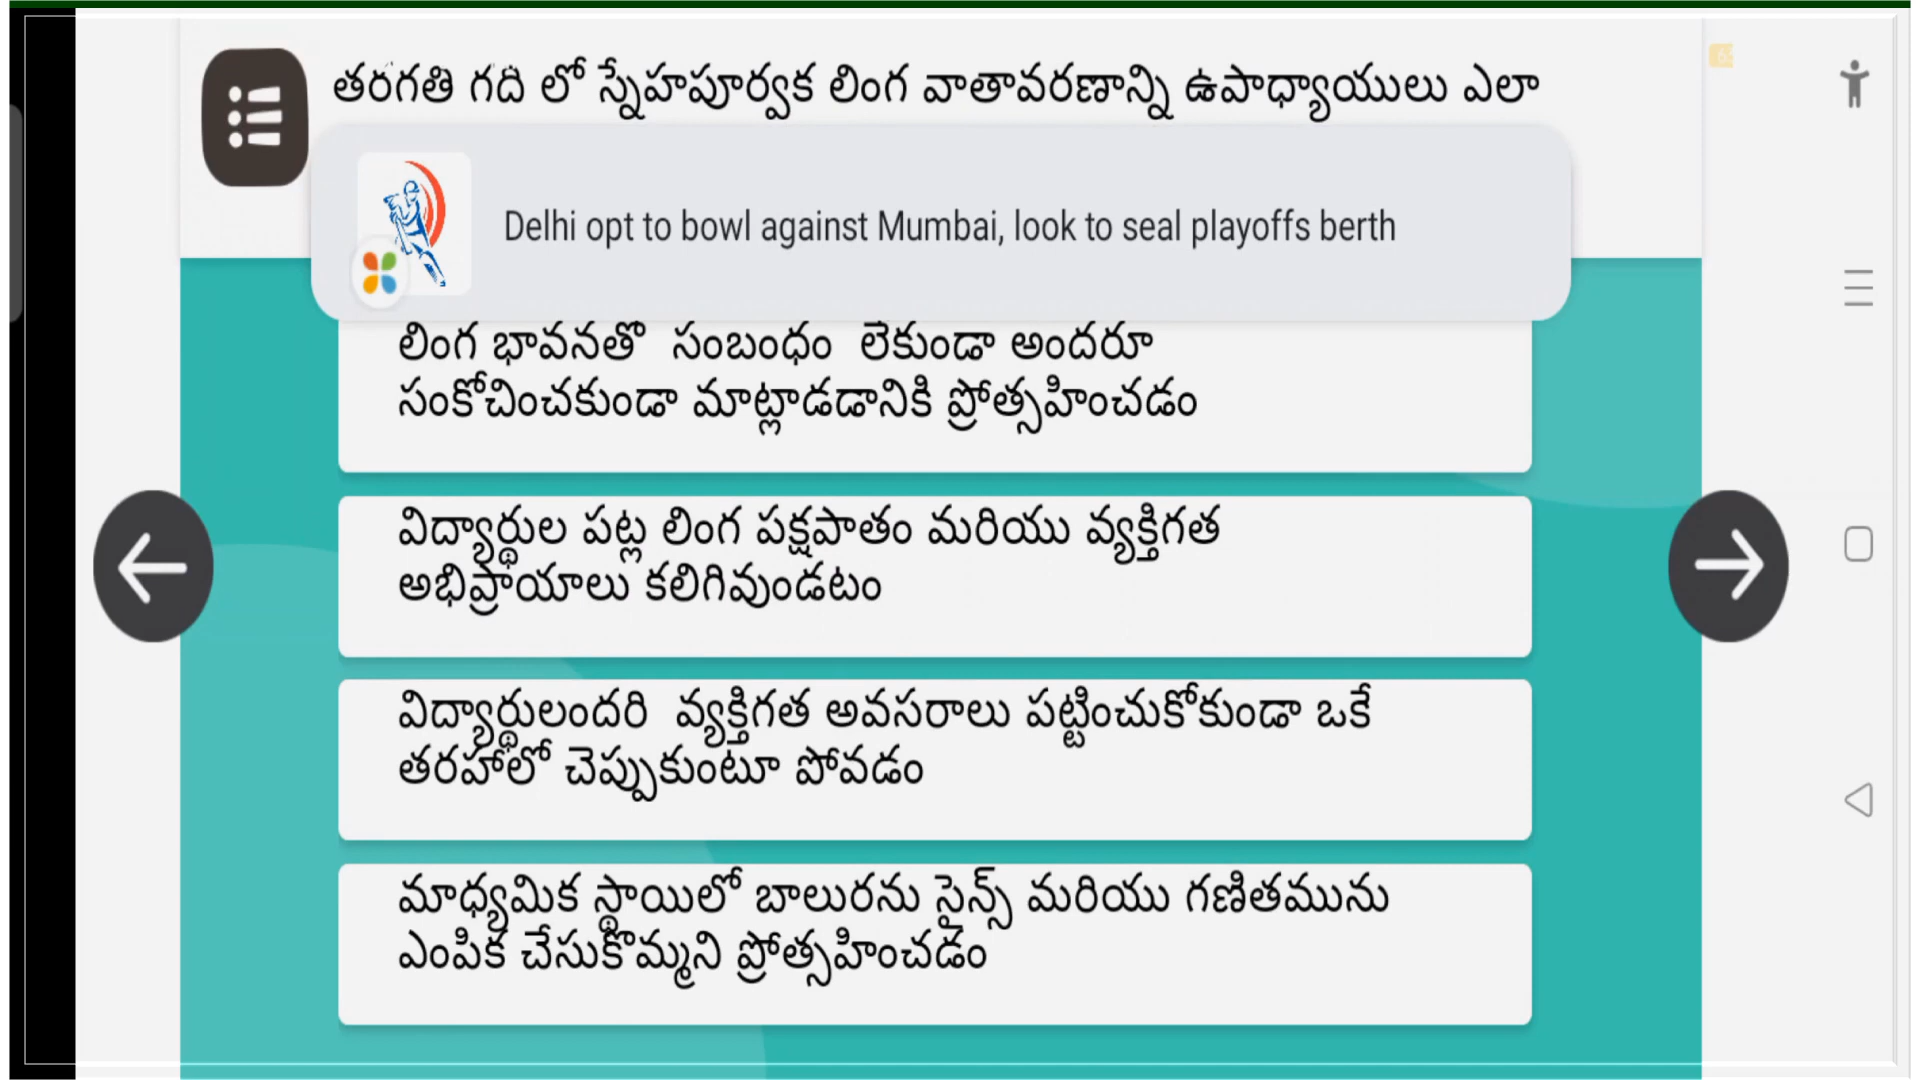 తరగతి గది లో స్నేహపూర్వక లింగ వాతావరణాన్ని ఉపాధ్యాయులు ఎలా
Delhi opt to bowl against Mumbai, look to seal playoffs berth
లింగ భావనతో సంబంధం లేకుండా అందరూ
సంకోచించకుండా మాట్లాడడానికి ప్రోత్సహించడం
విద్యార్థుల పట్ల లింగ పక్షపాతం మరియు వ్యక్తిగత
అభిప్రాయాలు కలిగివుండటం
విద్యార్థులందరి వ్యక్తిగత అవసరాలు పట్టించుకోకుండా ఒకే
తరహాలో చెప్పుకుంటూ పోవడం
మాధ్యమిక స్థాయిలో బాలురను సైన్స్ మరియు గణితమును
ఎంపిక చేసుకొమ్మని ప్రోత్సహించడం